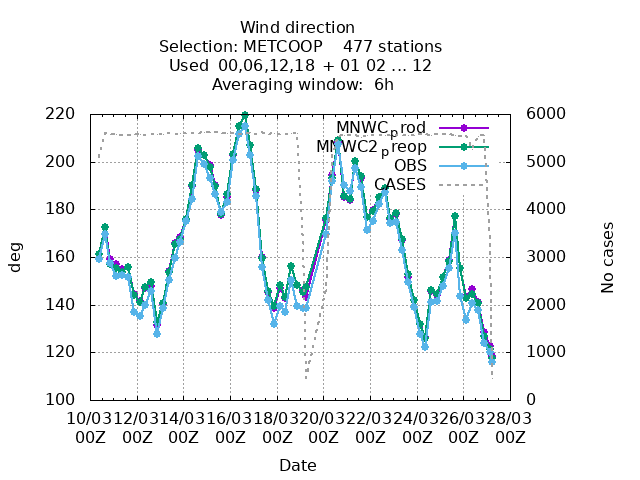 Wind direction
Selection: METCOOP 477 stations
Used 00,06,12,18 + 01 02 ... 12
Averaging window: 6h
220 6000
MNWC_prod
MNWC2_preop
200 5000
OBS
CASES
180 4000
160 3000
deg
No cases
140 2000
120 1000
100 0
10/03 12/03 14/03 16/03 18/03 20/03 22/03 24/03 26/03 28/03
00Z 00Z 00Z 00Z 00Z 00Z 00Z 00Z 00Z 00Z
Date